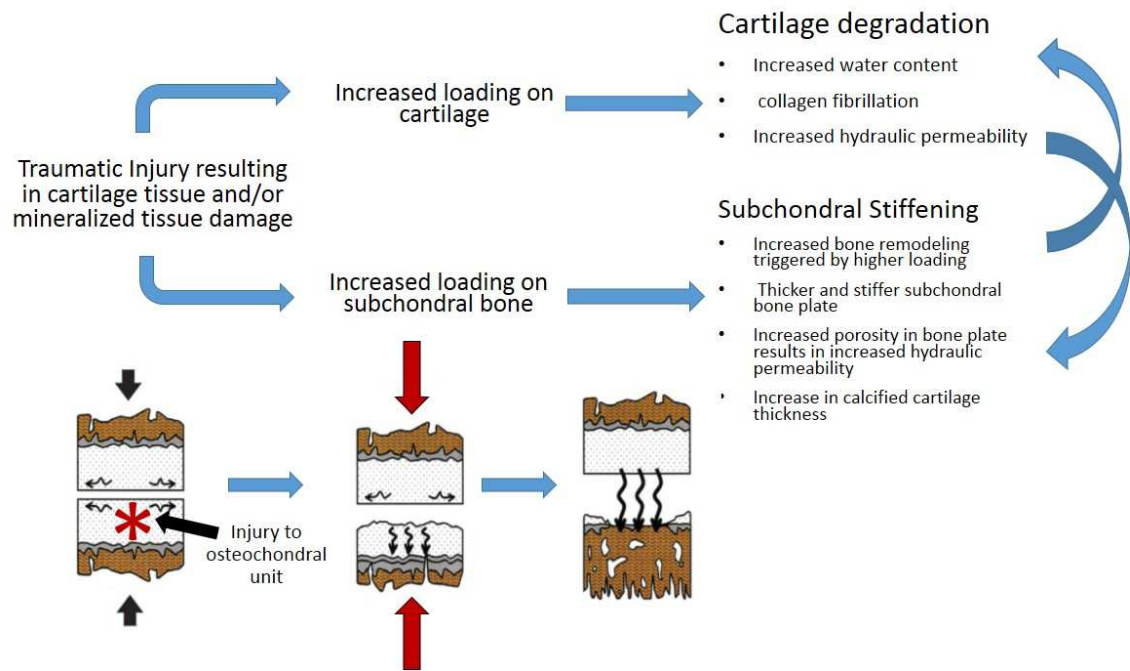 Cartilage degradation
• Increased water content
• collagen fibrillation
• Increased hydraulic permeability
Increased loading on
cartilage
Traumatic Injury resulting
in cartilage tissue and/or
mineralized tissue damage
Increased loading on
subchondral bone
Subchondral Stiffening
• Increased bone remodeling
triggered by higher loading
• Thicker and stiffer subchondral
bone plate
• Increased porosity in bone plate
results in increased hydraulic
permeability
• Increase in calcified cartilage
thickness
Injury to
osteochondral
unit